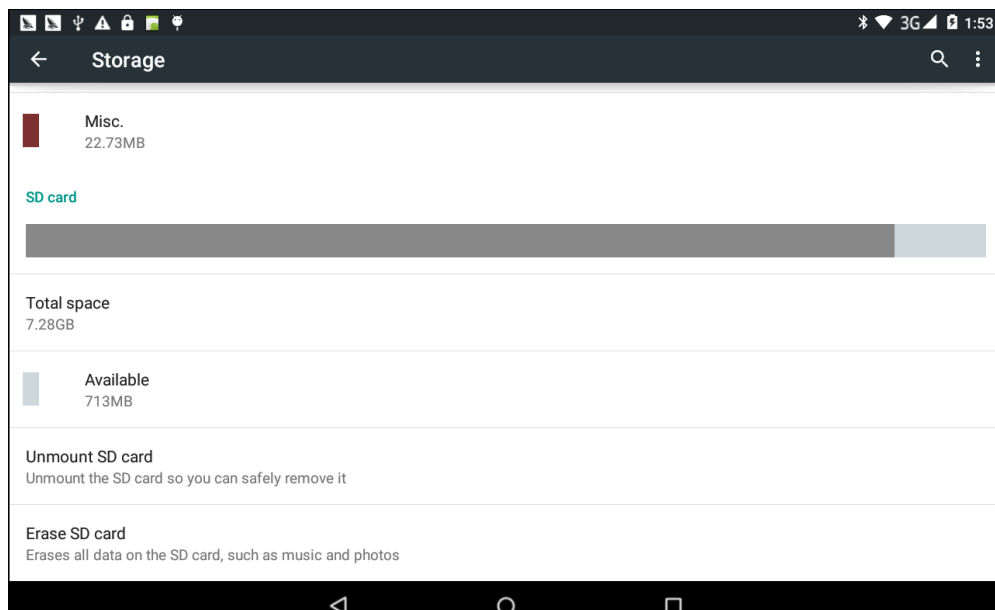 3G 1:53
Storage
Misc.
22.73MB
SD card
Total space
7.28GB
Available
713MB
Unmount SD card
Unmount the SD card so you can safely remove it
Erase SD card
Erases all data on the SD card, such as music and photos